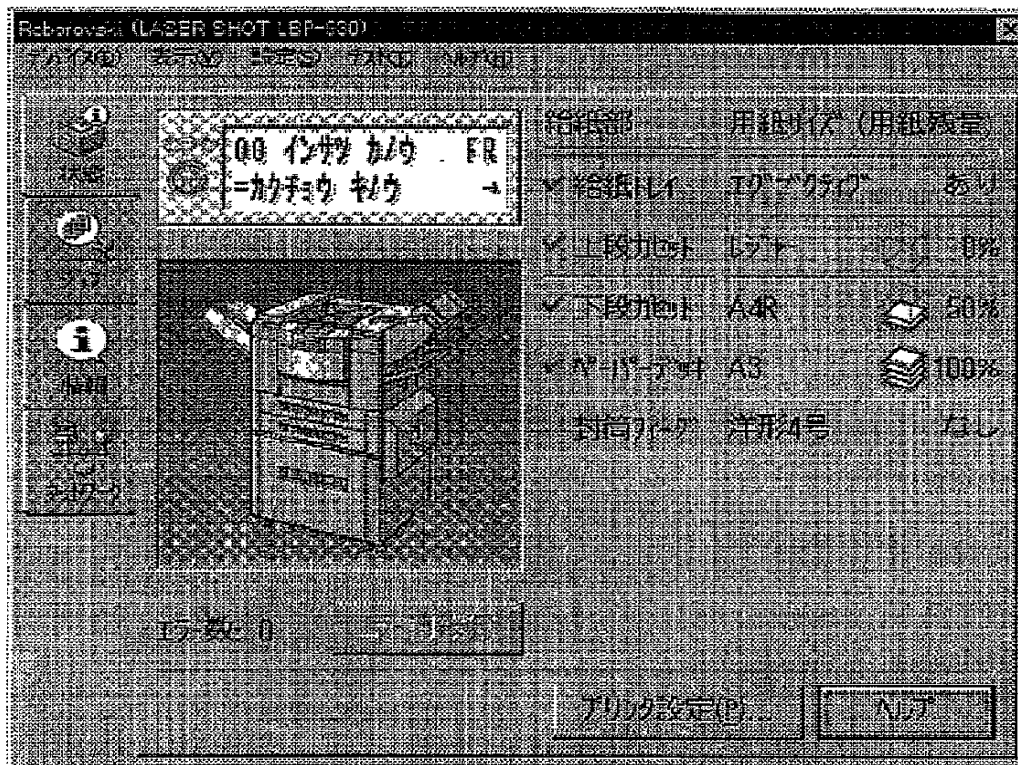 Roborovski (LASER SHOT LBP-930)
デバイス(D) 表示(V) 設定(S) テスト(T) ヘルプ(H)
状態
00 インサツ カノウ . FR
=カクチョウ キノウ →
ジョブ
情報
ネットワーク
エラー数: 0
給紙部 用紙サイズ (用紙残量)
給紙トレイ エグゼクティブ あり
上段カセット レジャー 0%
下段カセット A4R 50%
ペーパーデッキ A3 100%
封筒フィーダ 洋形4号 なし
プリンタ設定(P)... ヘルプ